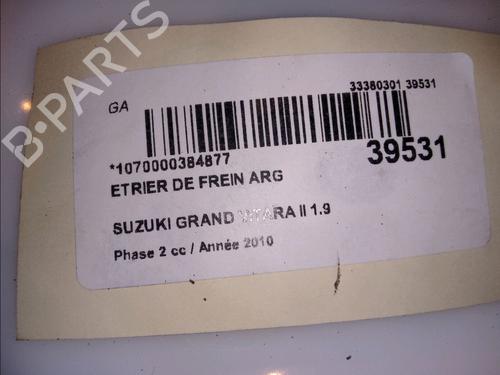 B-PARTS
GA
33380301 39531
*1070000384877
39531
ETRIER DE FREIN ARG
SUZUKI GRAND VITARA II 1.9
Phase 2 cc / Année 2010